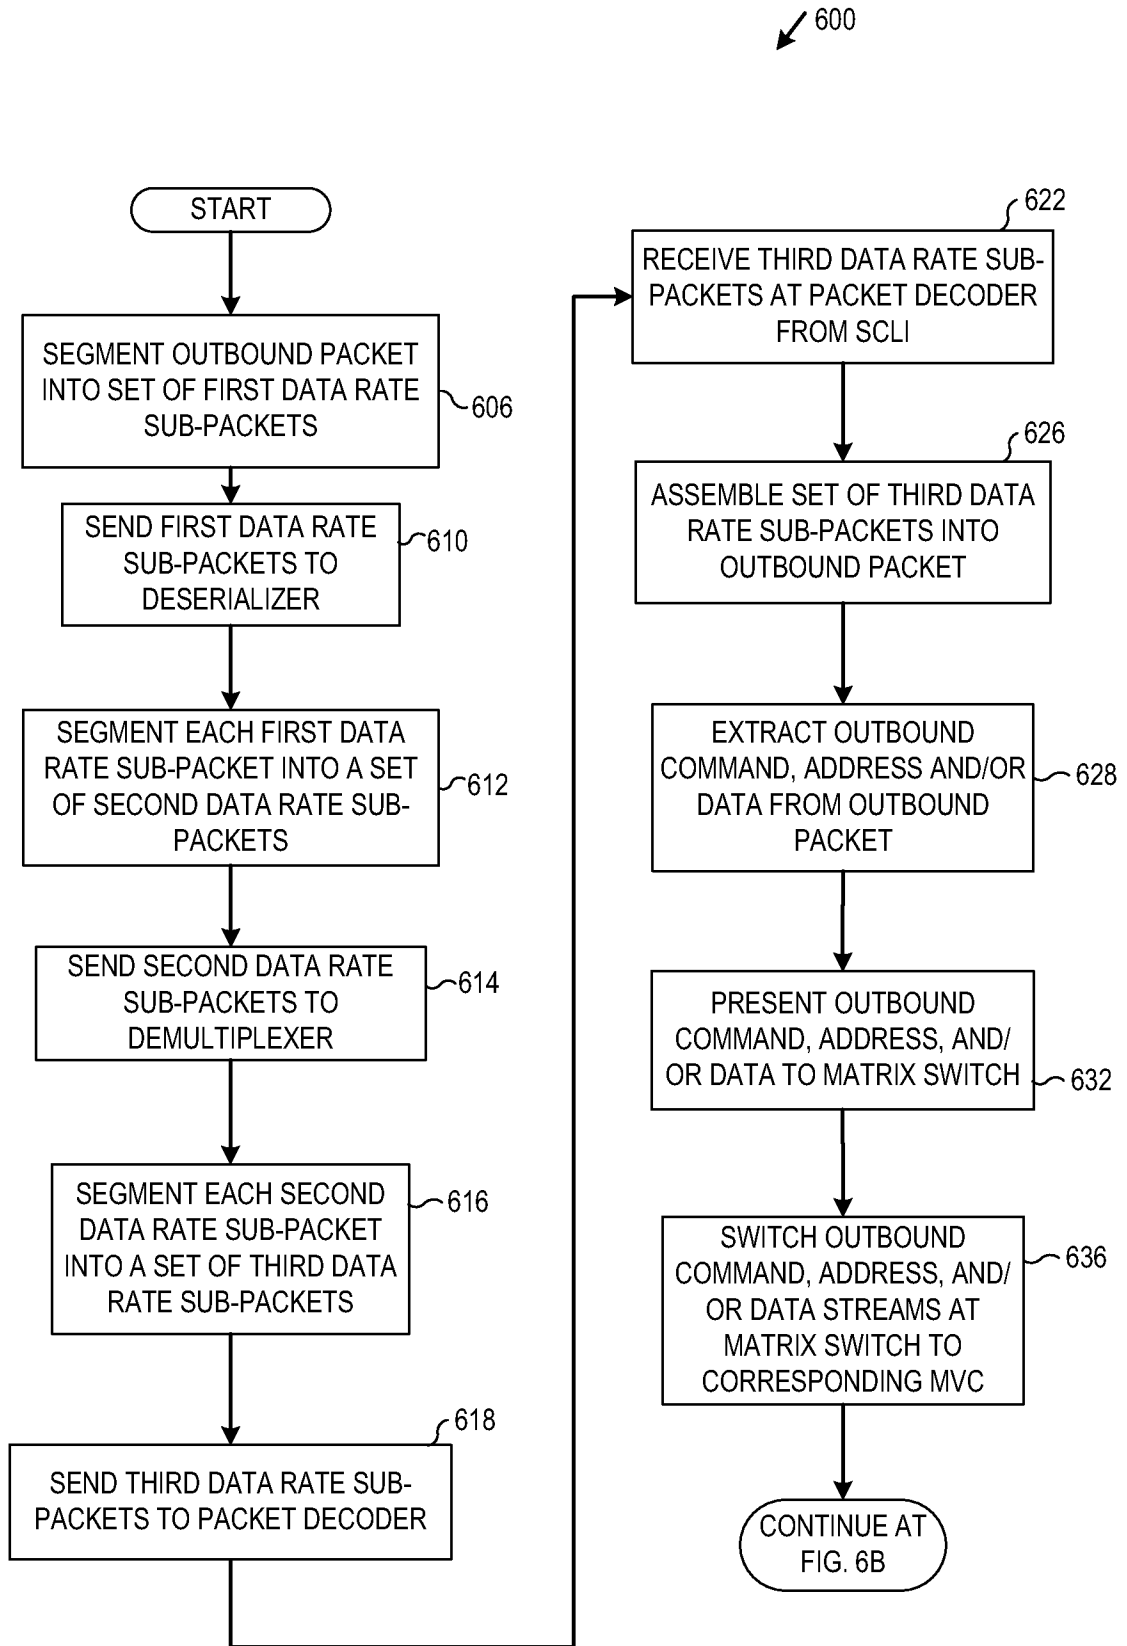 600
START
SEGMENT OUTBOUND PACKET
INTO SET OF FIRST DATA RATE
SUB-PACKETS
606
SEND FIRST DATA RATE
SUB-PACKETS TO
DESERIALIZER
610
SEGMENT EACH FIRST DATA
RATE SUB-PACKET INTO A SET
OF SECOND DATA RATE SUB-
PACKETS
612
SEND SECOND DATA RATE
SUB-PACKETS TO
DEMULTIPLEXER
614
SEGMENT EACH SECOND
DATA RATE SUB-PACKET
INTO A SET OF THIRD DATA
RATE SUB-PACKETS
616
SEND THIRD DATA RATE SUB-
PACKETS TO PACKET DECODER
618
RECEIVE THIRD DATA RATE SUB-
PACKETS AT PACKET DECODER
FROM SCLI
622
ASSEMBLE SET OF THIRD DATA
RATE SUB-PACKETS INTO
OUTBOUND PACKET
626
EXTRACT OUTBOUND
COMMAND, ADDRESS AND/OR
DATA FROM OUTBOUND
PACKET
628
PRESENT OUTBOUND
COMMAND, ADDRESS, AND/
OR DATA TO MATRIX SWITCH
632
SWITCH OUTBOUND
COMMAND, ADDRESS, AND/
OR DATA STREAMS AT
MATRIX SWITCH TO
CORRESPONDING MVC
636
CONTINUE AT
FIG. 6B